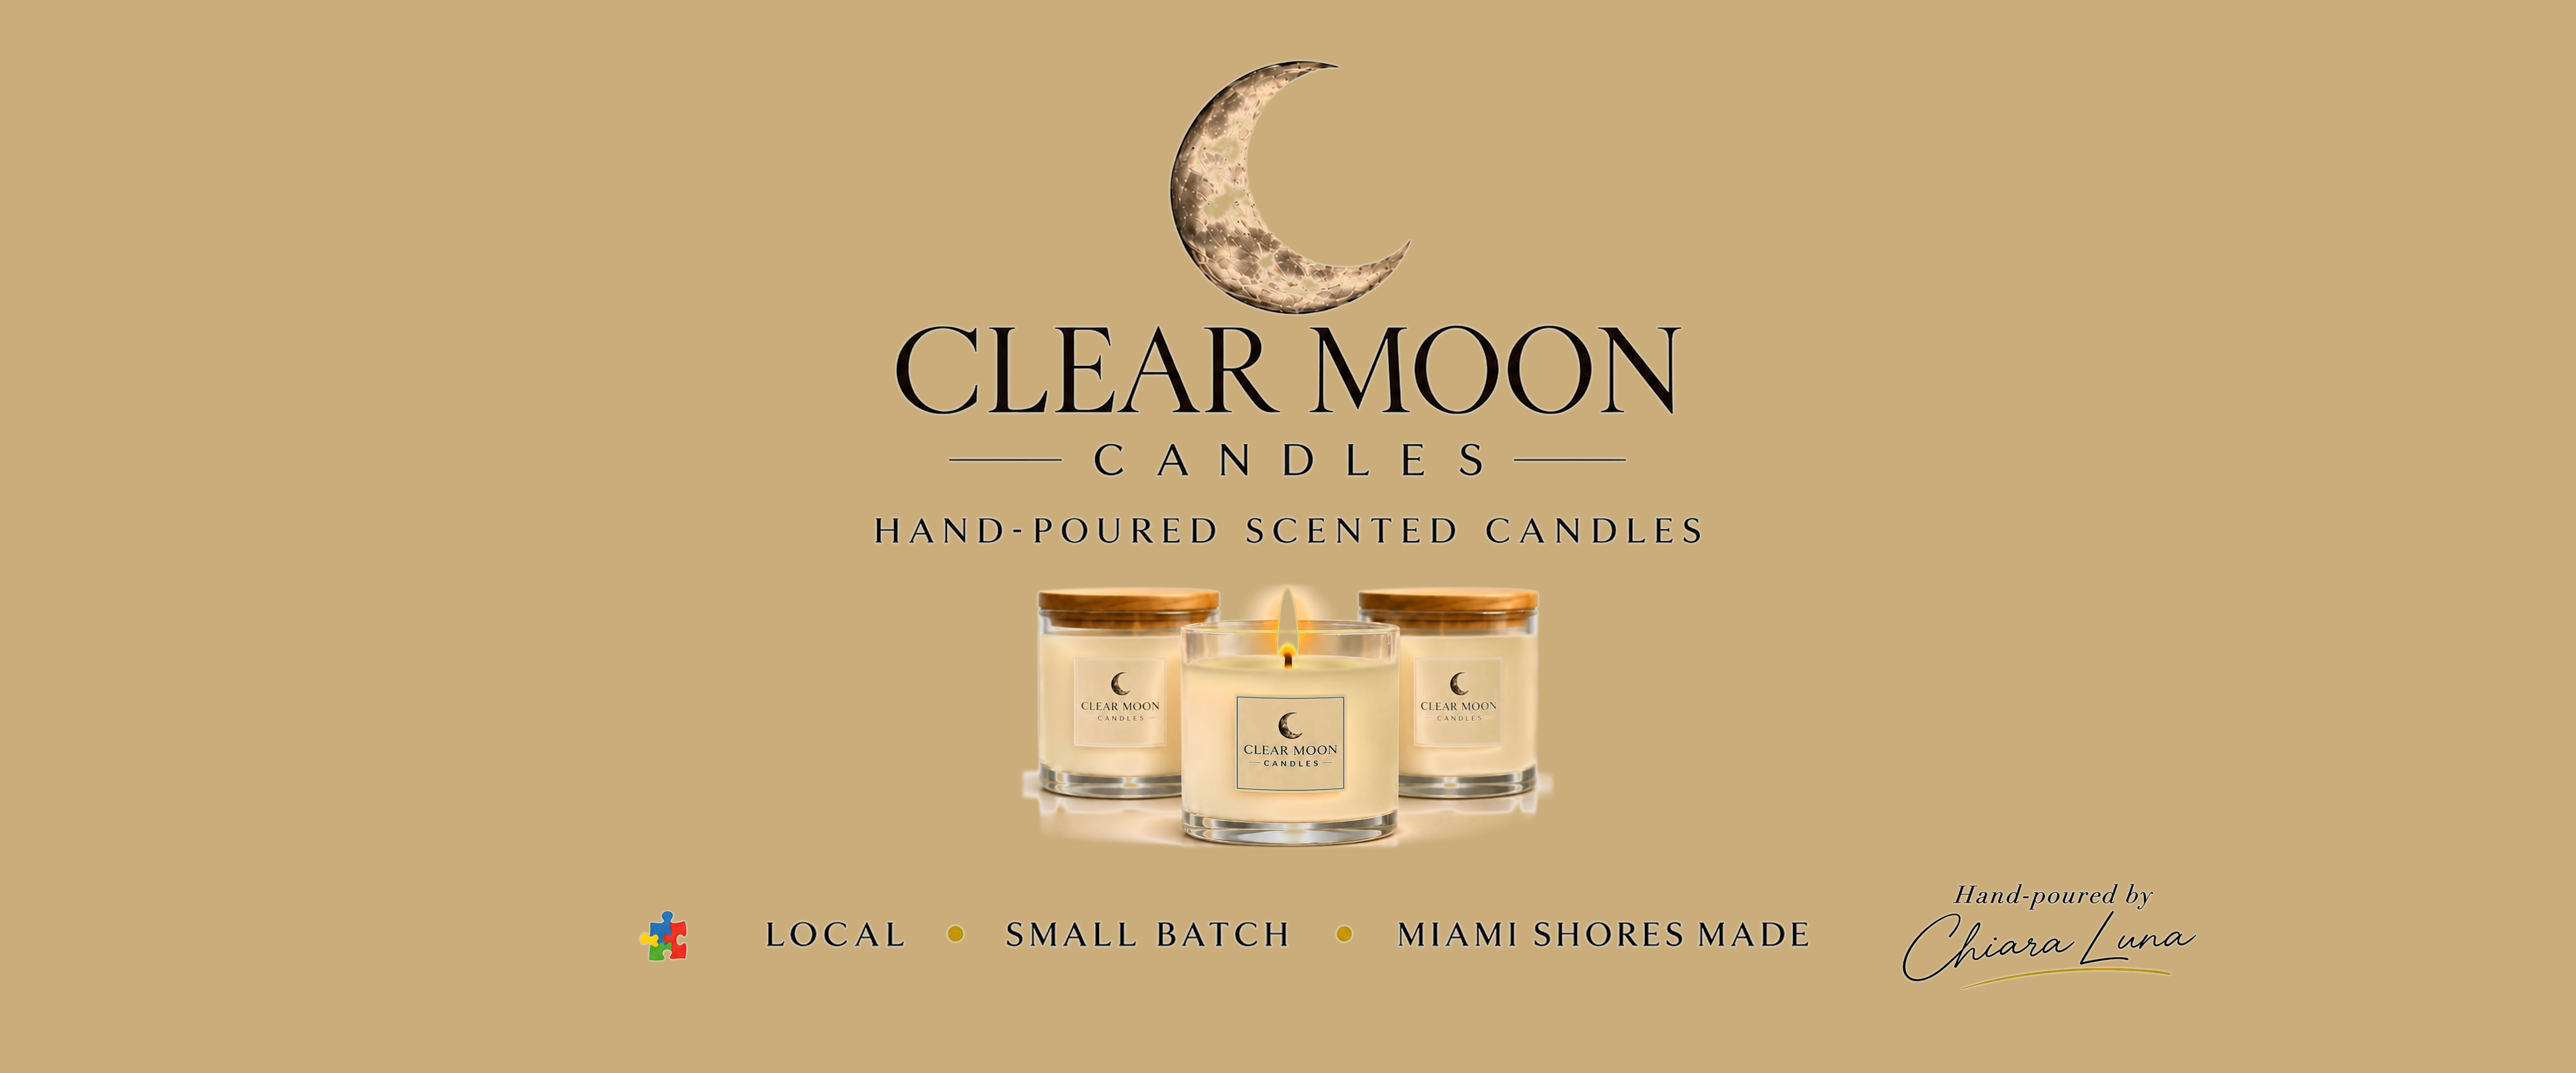 CLEAR MOON
CANDLES
HAND-POURED SCENTED CANDLES
CLEAR MOON
CANDLES
CLEAR MOON
CANDLES
CLEAR MOON
CANDLES
LOCAL • SMALL BATCH • MIAMI SHORES MADE
Hand-poured by
Chiara Luna